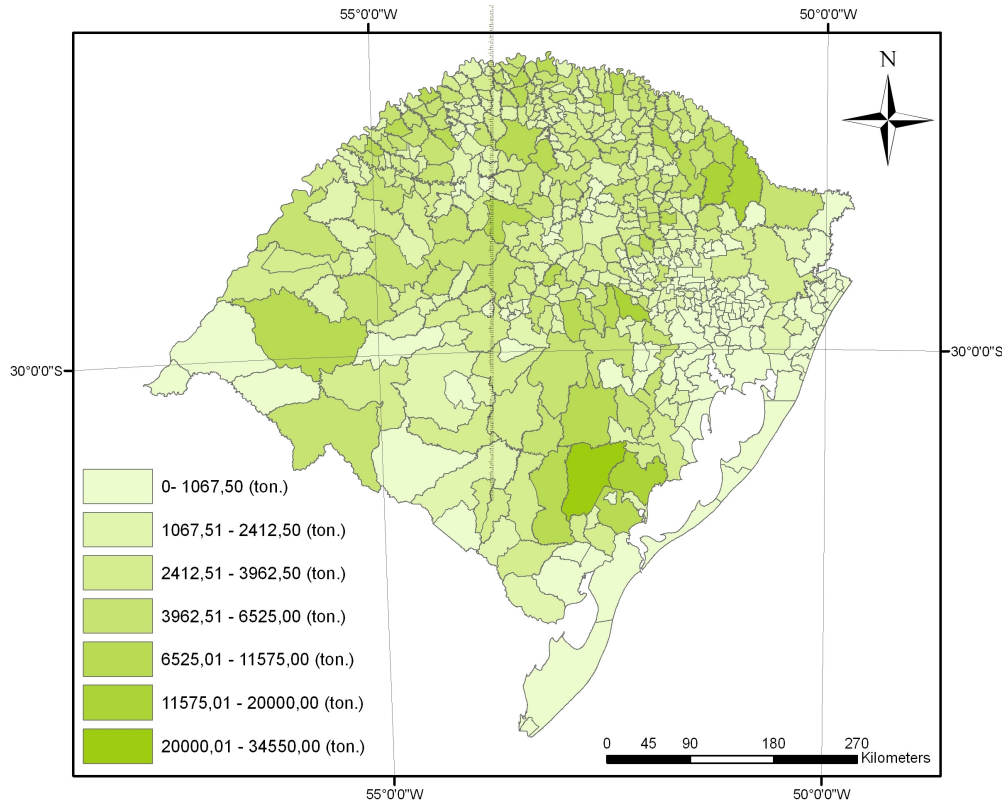 55°0'0"W 50°0'0"W
N
30°0'0"S 30°0'0"S
0- 1067,50 (ton.)
1067,51 - 2412,50 (ton.)
2412,51 - 3962,50 (ton.)
3962,51 - 6525,00 (ton.)
6525,01 - 11575,00 (ton.)
11575,01 - 20000,00 (ton.)
20000,01 - 34550,00 (ton.)
0 45 90 180 270
Kilometers
55°0'0"W 50°0'0"W